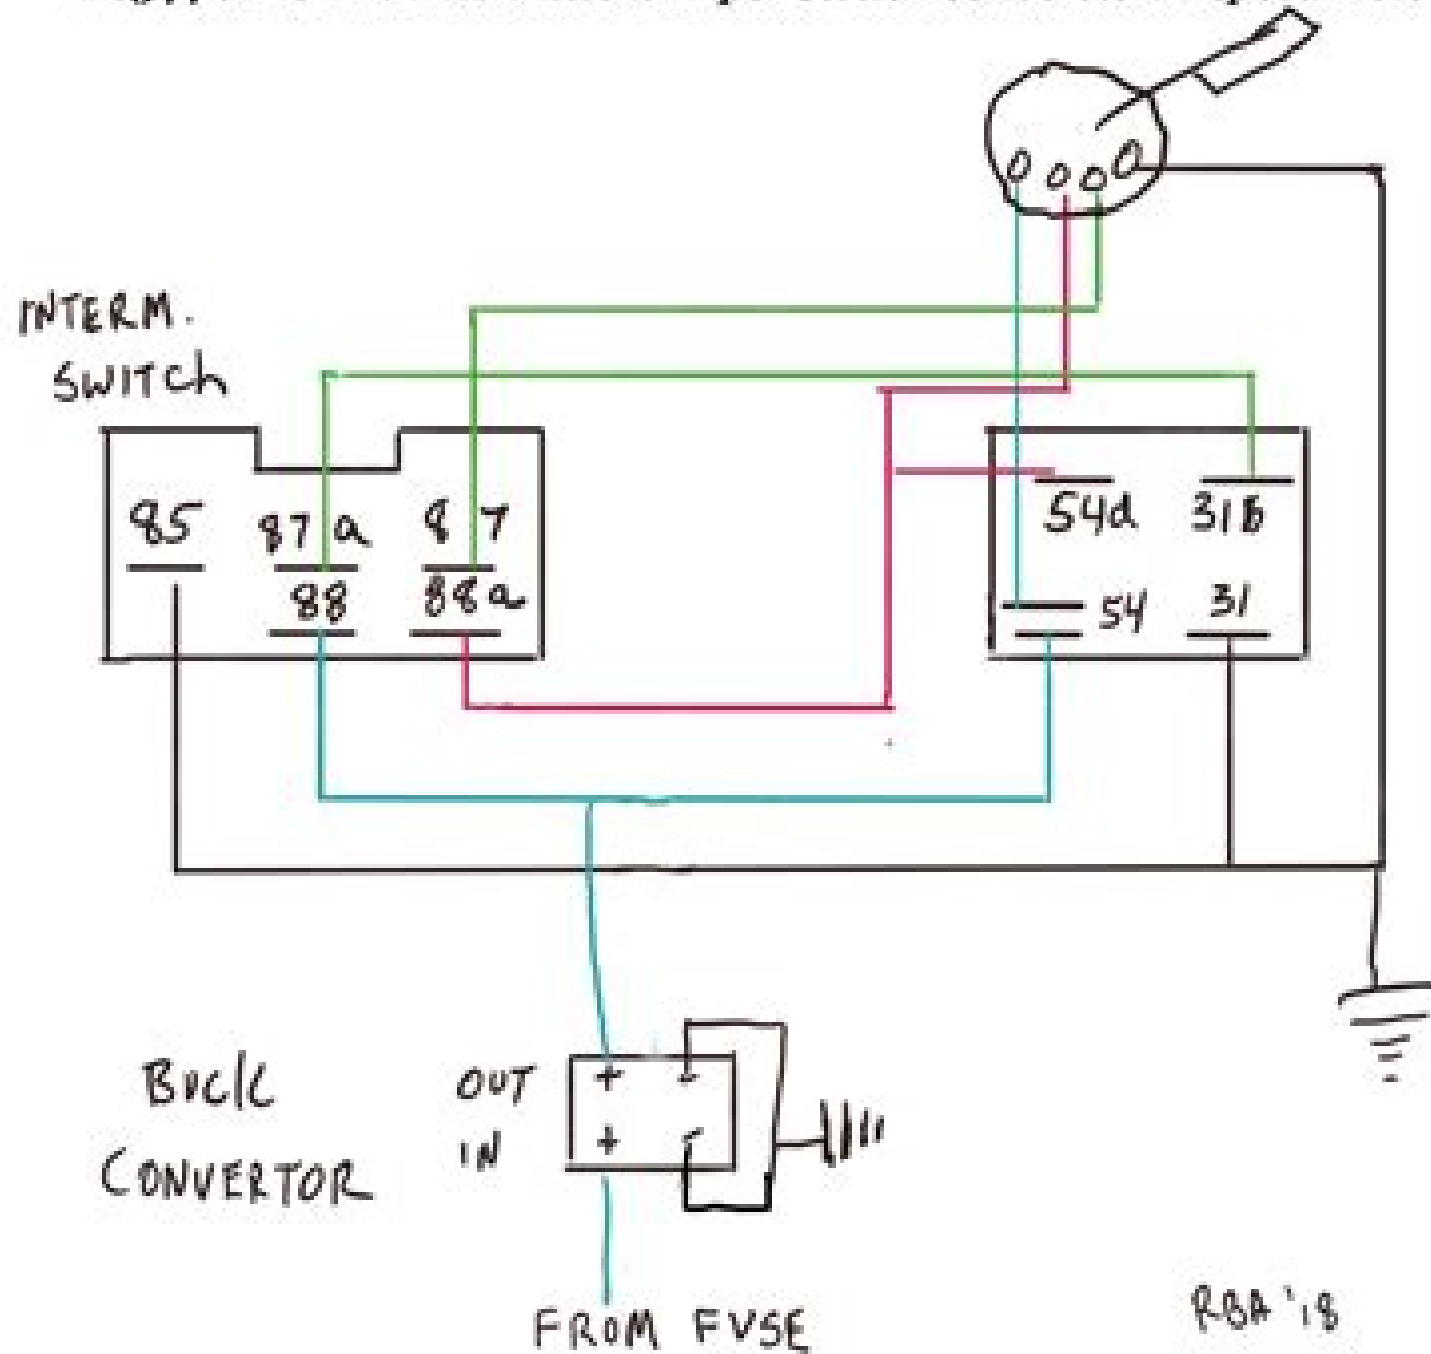 INTERM.
SWITCh
85
87a
87
88
88a
54d
31b
54
31
BUCK
CONVERTOR
OUT
IN
+ -
+ -
FROM FUSE
RBA '18